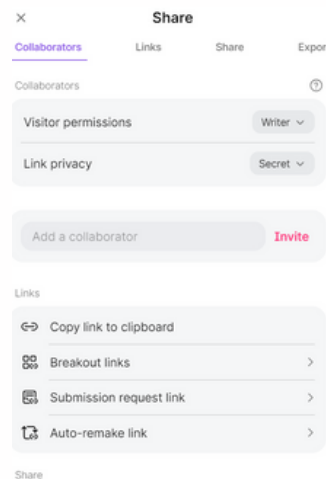 Share
Collaborators Links Share Expor
Collaborators
Visitor permissions Writer
Link privacy Secret
Add a collaborator Invite
Links
Copy link to clipboard
Breakout links
Submission request link
Auto-remake link
Share